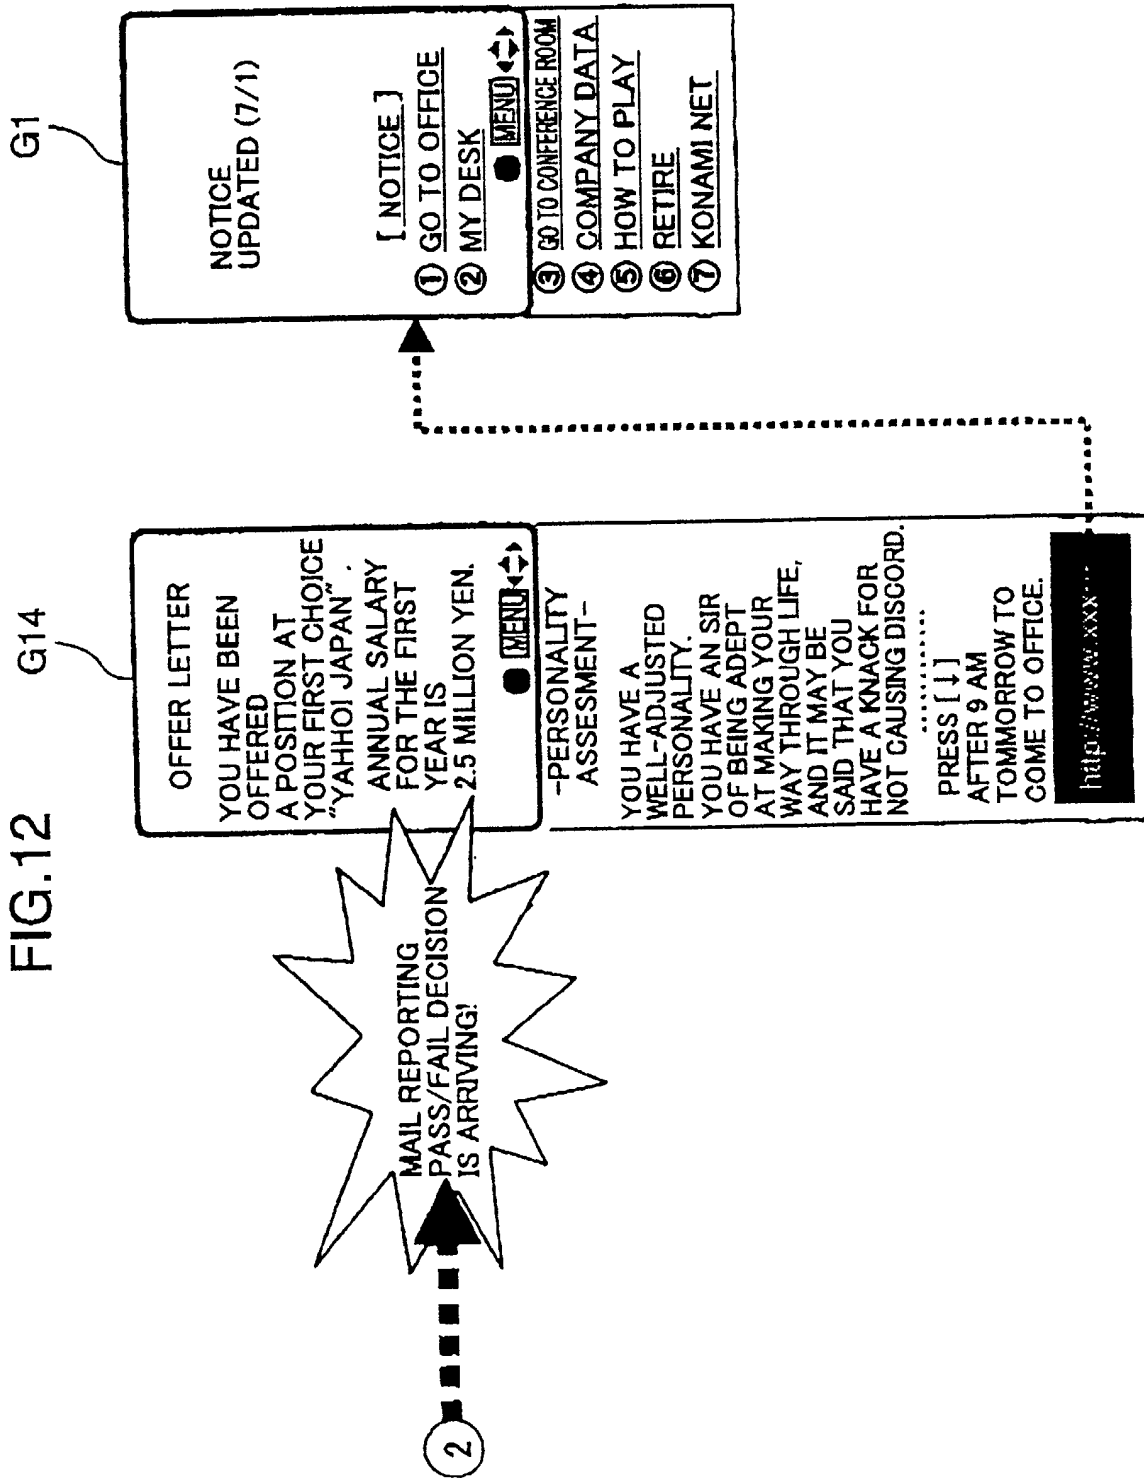 FIG.12
2
MAIL REPORTING
PASS/FAIL DECISION
IS ARRIVING!
G14
OFFER LETTER
YOU HAVE BEEN
OFFERED
A POSITION AT
YOUR FIRST CHOICE
"YAHHOI JAPAN".
ANNUAL SALARY
FOR THE FIRST
YEAR IS
2.5 MILLION YEN.
MENU
-PERSONALITY
ASSESMENT-
YOU HAVE A
WELL-ADJUSTED
PERSONALITY.
YOU HAVE AN SIR
OF BEING ADEPT
AT MAKING YOUR
WAY THROUGH LIFE,
AND IT MAY BE
SAID THAT YOU
HAVE A KNACK FOR
NOT CAUSING DISCORD.
..........
PRESS [↓]
AFTER 9 AM
TOMMORROW TO
COME TO OFFICE.
http://www.xxx...
G1
NOTICE
UPDATED (7/1)
[ NOTICE ]
① GO TO OFFICE
② MY DESK
MENU
③ GO TO CONFERENCE ROOM
④ COMPANY DATA
⑤ HOW TO PLAY
⑥ RETIRE
⑦ KONAMI NET